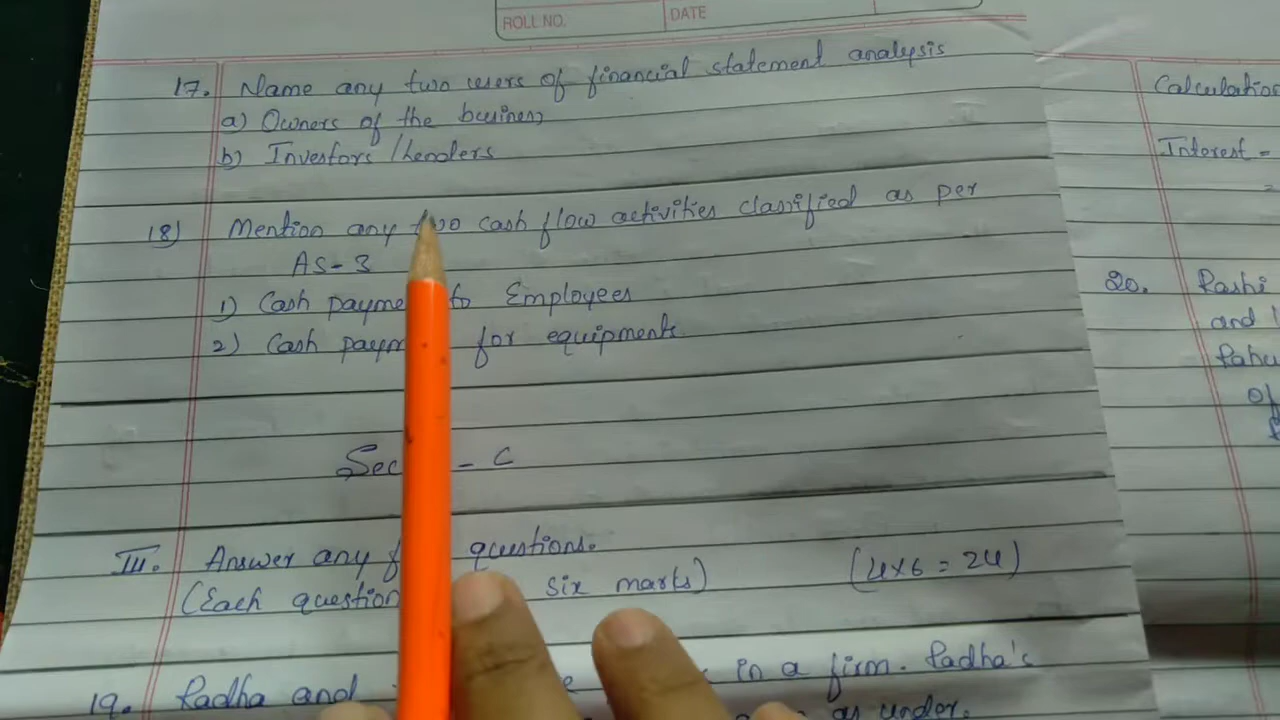 ROLL NO. DATE
17. Name any two users of financial statement analysis
a) Owners of the business
b) Investors / Lenders
18) Mention any two cash flow activities classified as per
AS-3
1) Cash payme to Employees
2) Cash paym for equipments
Sec - C
III. Answer any questions.
(Each question six marks) (4x6=24)
19. Radha and in a firm. Radha's
as under.
Calculation
Interest =
20. Rashi
and
Rahu
of